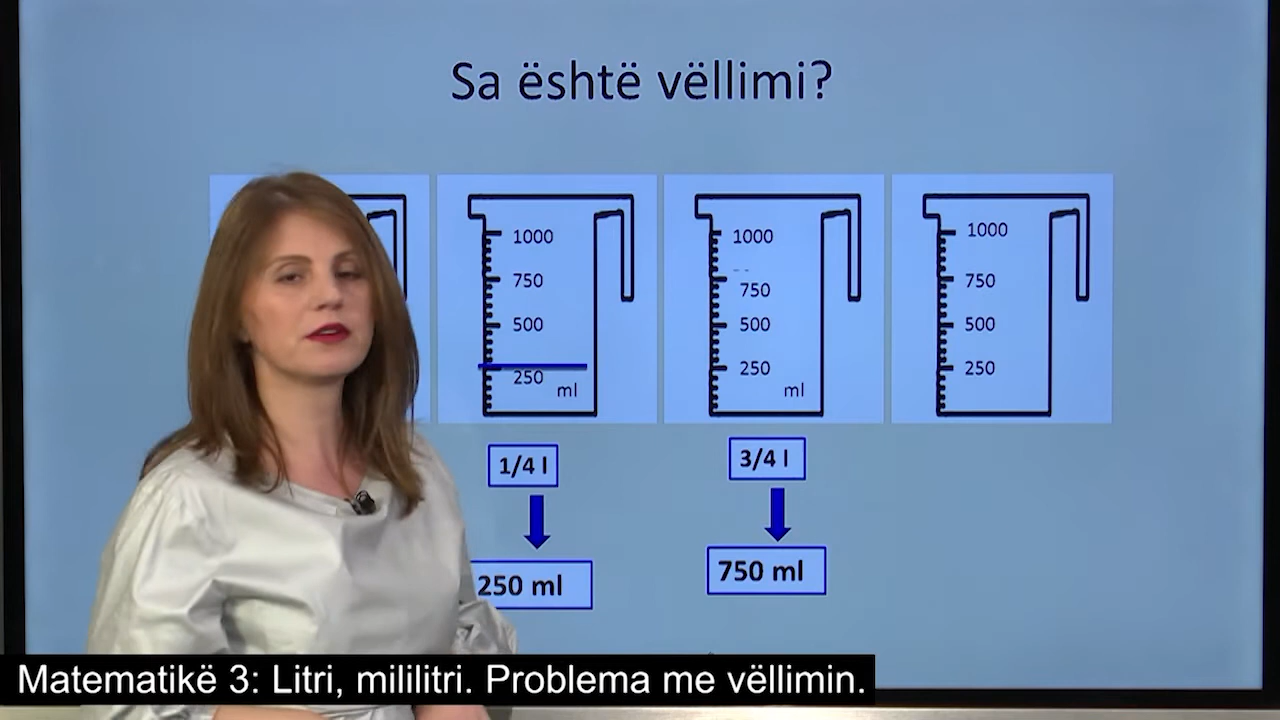 Sa është vëllimi?
1000
750
500
250
ml
1000
750
500
250
ml
1000
750
500
250
1/4 l
3/4 l
250 ml
750 ml
Matematikë 3: Litri, mililitri. Problema me vëllimin.